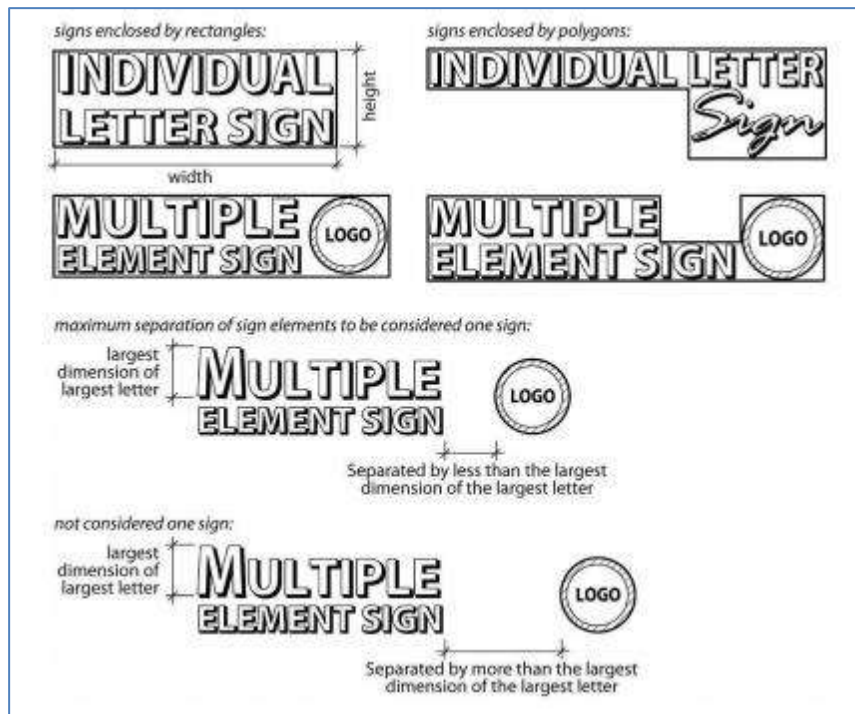 signs enclosed by rectangles:
INDIVIDUAL
LETTER SIGN
height
width
signs enclosed by polygons:
INDIVIDUAL LETTER
Sign
MULTIPLE
ELEMENT SIGN
LOGO
MULTIPLE
ELEMENT SIGN
LOGO
maximum separation of sign elements to be considered one sign:
largest
dimension of
largest letter
MULTIPLE
ELEMENT SIGN
LOGO
Separated by less than the largest
dimension of the largest letter
not considered one sign:
largest
dimension of
largest letter
MULTIPLE
ELEMENT SIGN
LOGO
Separated by more than the largest
dimension of the largest letter